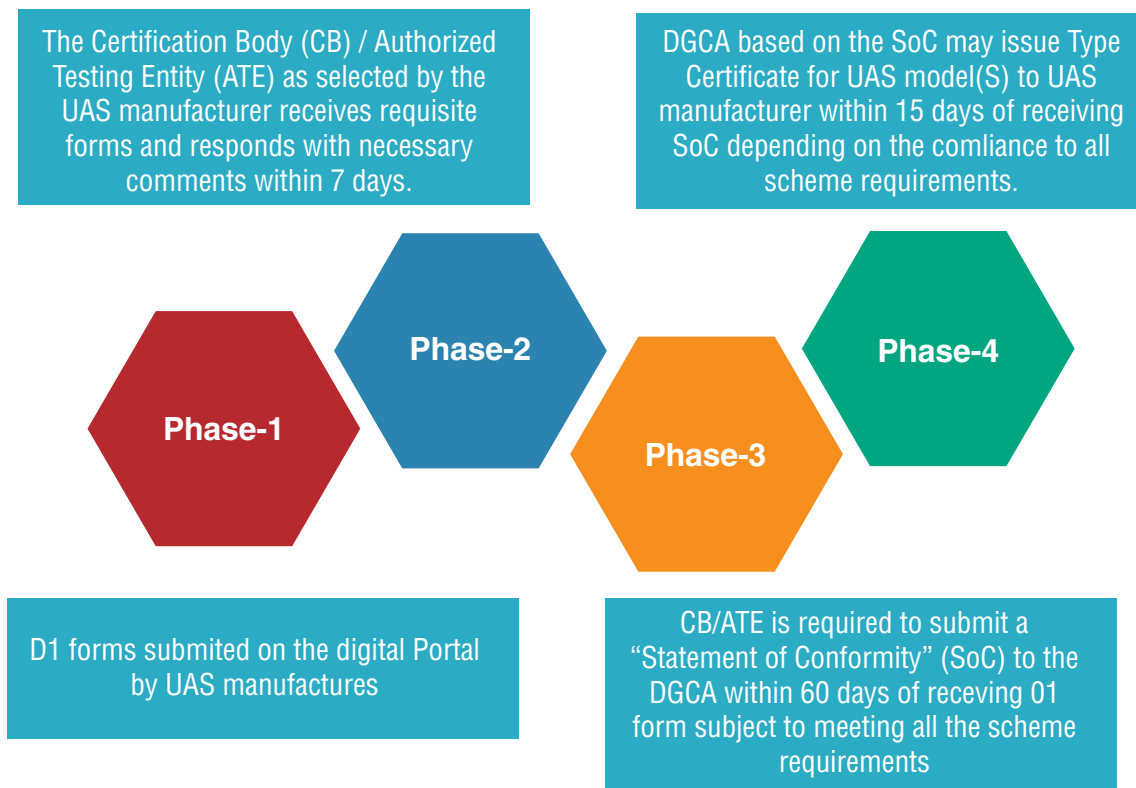 The Certification Body (CB) / Authorized
Testing Entity (ATE) as selected by the
UAS manufacturer receives requisite
forms and responds with necessary
comments within 7 days.
DGCA based on the SoC may issue Type
Certificate for UAS model(S) to UAS
manufacturer within 15 days of receiving
SoC depending on the comliance to all
scheme requirements.
Phase-1
Phase-2
Phase-3
Phase-4
D1 forms submited on the digital Portal
by UAS manufactures
CB/ATE is required to submit a
“Statement of Conformity” (SoC) to the
DGCA within 60 days of receving 01
form subject to meeting all the scheme
requirements